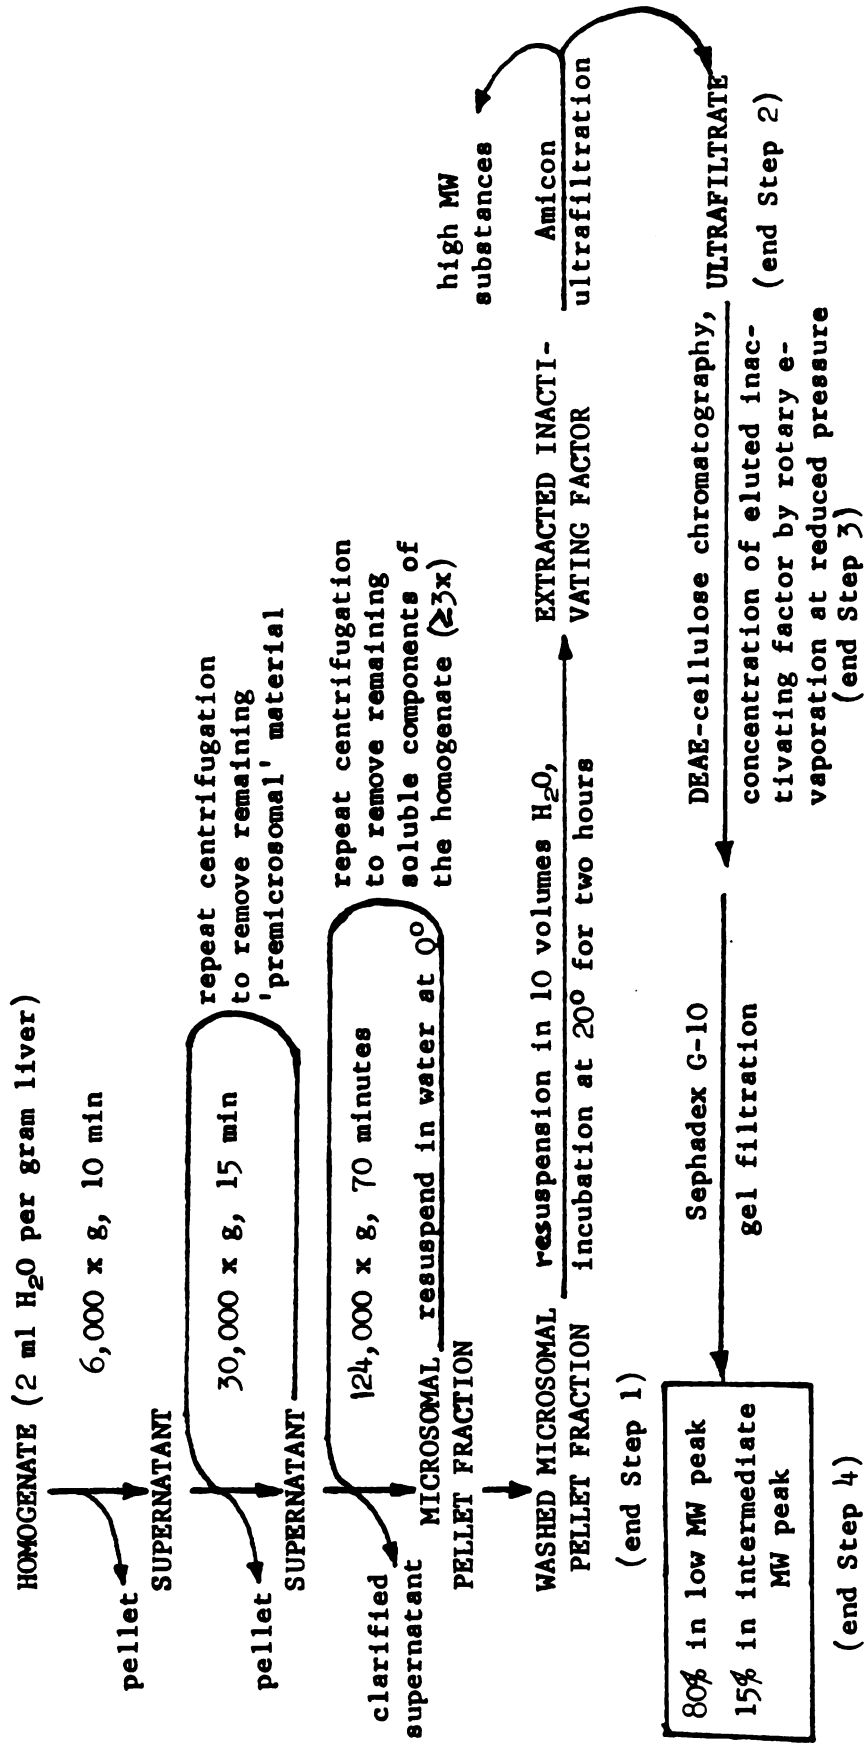 HOMOGENATE (2 ml H₂O per gram liver)
6,000 x g, 10 min
pellet
SUPERNATANT
30,000 x g, 15 min
repeat centrifugation
to remove remaining
'premicrosomal' material
pellet
SUPERNATANT
124,000 x g, 70 minutes
repeat centrifugation
to remove remaining
soluble components of
the homogenate (≥3x)
clarified
supernatant
MICROSOMAL
PELLET FRACTION
resuspend in water at 0°
WASHED MICROSOMAL
PELLET FRACTION
(end Step 1)
resuspension in 10 volumes H₂O,
incubation at 20° for two hours
EXTRACTED INACTI-
VATING FACTOR
Amicon
ultrafiltration
high MW
substances
ULTRAFILTRATE
(end Step 2)
DEAE-cellulose chromatography,
concentration of eluted inac-
tivating factor by rotary e-
vaporation at reduced pressure
(end Step 3)
Sephadex G-10
gel filtration
80% in low MW peak
15% in intermediate
MW peak
(end Step 4)